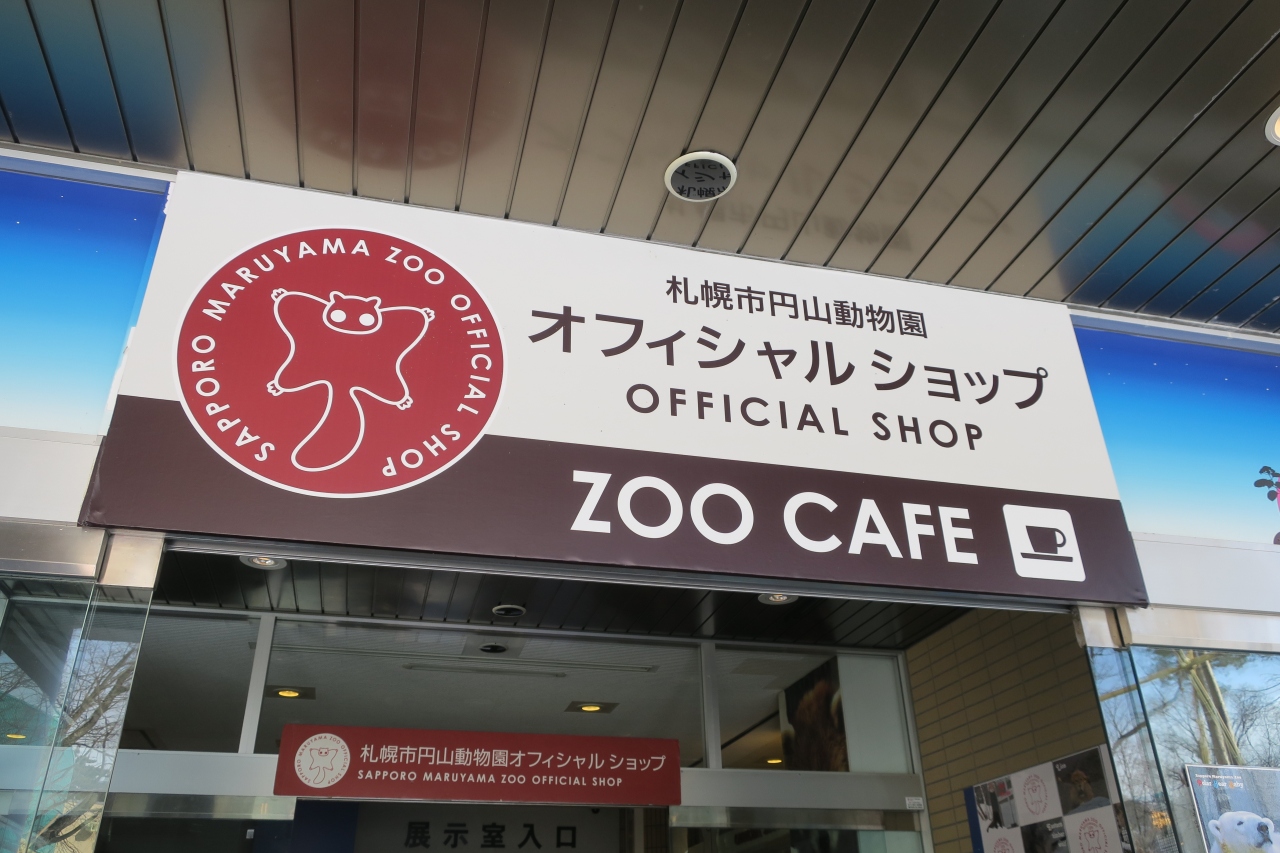 SAPPORO MARUYAMA ZOO OFFICIAL SHOP
札幌市円山動物園
オフィシャル ショップ
OFFICIAL SHOP
ZOO CAFE
札幌市円山動物園オフィシャル ショップ
SAPPORO MARUYAMA ZOO OFFICIAL SHOP
展示室入口